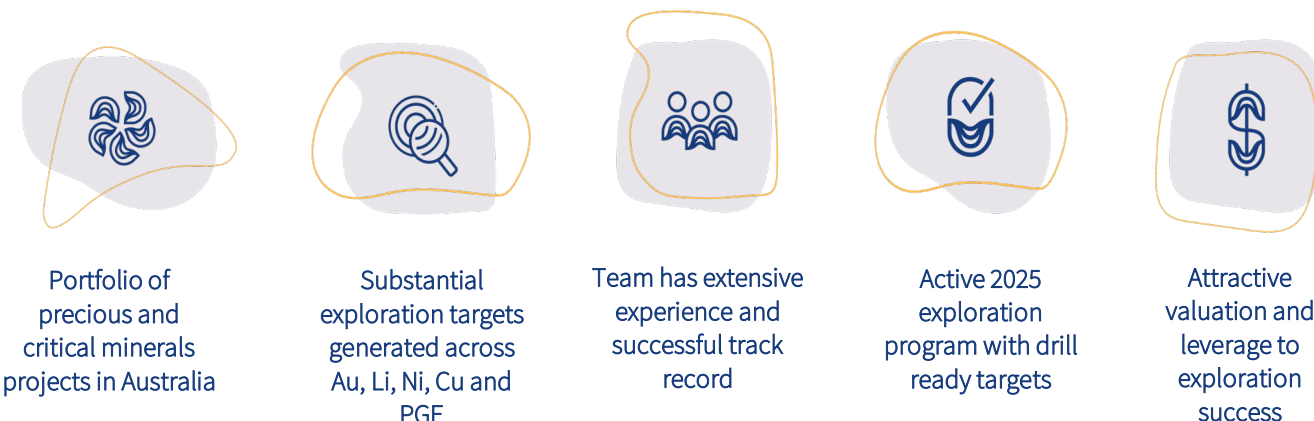 Portfolio of
precious and
critical minerals
projects in Australia
Substantial
exploration targets
generated across
Au, Li, Ni, Cu and
PGE
Team has extensive
experience and
successful track
record
Active 2025
exploration
program with drill
ready targets
Attractive
valuation and
leverage to
exploration
success